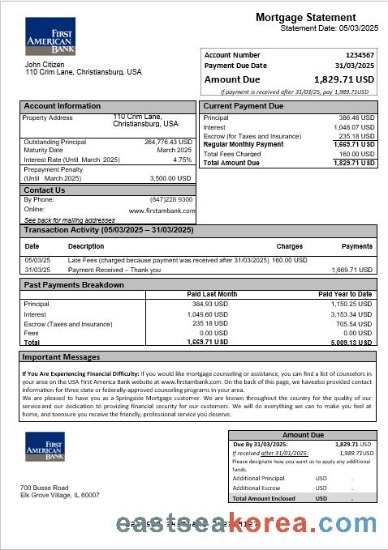 FIRST
AMERICAN
BANK
Mortgage Statement
Statement Date: 05/03/2025
John Citizen
110 Crim Lane, Christiansburg, USA
Account Number 1234567
Payment Due Date 31/03/2025
Amount Due 1,829.71 USD
If payment is received after 31/03/25, pay 1,989.71USD
Account Information
Property Address 110 Crim Lane,
Christiansburg, USA
Outstanding Principal 264,776.43 USD
Maturity Date March 2025
Interest Rate (Until March 2025) 4.75%
Prepayment Penalty
(Until March 2025) 3,500.00 USD
Contact Us
By Phone: (847)228 9300
Online: www.firstambank.com
See back for mailing addresses
Current Payment Due
Principal 386.46 USD
Interest 1,048.07 USD
Escrow (for Taxes and Insurance) 235.18 USD
Regular Monthly Payment 1,669.71 USD
Total Fees Charged 160.00 USD
Total Amount Due 1,829.71 USD
Transaction Activity (05/03/2025 – 31/03/2025)
Date Description Charges Payments
05/03/25 Late Fees (charged because payment was received after 31/03/2025) 160.00 USD
31/03/25 Payment Received – Thank you 1,669.71 USD
Past Payments Breakdown
Paid Last Month Paid Year to Date
Principal 384.93 USD 1,150.25 USD
Interest 1,049.60 USD 3,153.34 USD
Escrow (Taxes and Insurance) 235.18 USD 705.54 USD
Fees 0.00 USD 0.00 USD
Total 1,669.71 USD 5,009.13 USD
Important Messages
If You Are Experiencing Financial Difficulty: If you would like mortgage counseling or assistance, you can find a list of counselors in
your area on the USA First America Bank website at www.firstambank.com. On the back of this page, we havealso provided contact
information for these state or federally-approved counseling programs in your area.
We are pleased to have you as a Springside Mortgage customer. We are known throughout the country for the quality of our
serviceand our dedication to providing financial security for our customers. We will do everything we can to make you feel at
home, and toensure you receive the friendly, professional service you deserve.
FIRST
AMERICAN
BANK
700 Busse Road
Elk Grove Village, IL 60007
Amount Due
Due By 31/03/2025: 1,829.71 USD
If received after 31/03/2025: 1,989.71USD
Please designate how you want us to apply any additional
funds.
Additional Principal USD .
Additional Escrow USD .
Total Amount Enclosed USD .
eastseakorea.com